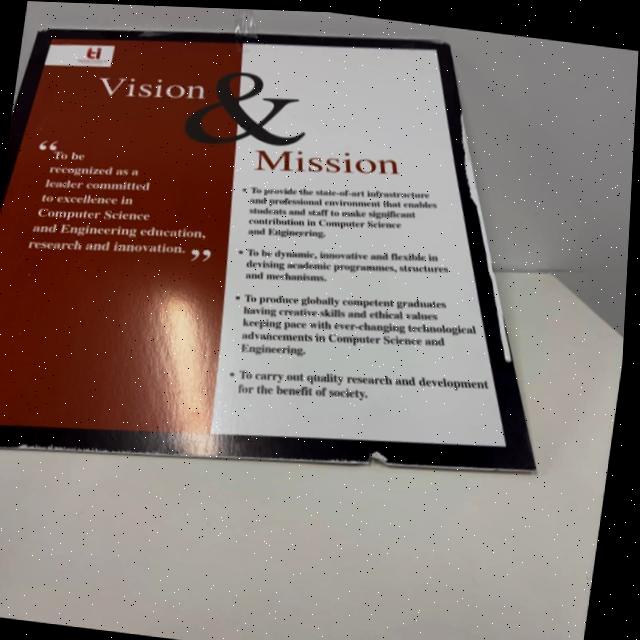 Vision
&
Mission
“To be
recognized as a
leader committed
to excellence in
Computer Science
and Engineering education,
research and innovation.”
• To provide the state-of-art infrastructure
and professional environment that enables
students and staff to make significant
contribution in Computer Science
and Engineering.
• To be dynamic, innovative and flexible in
devising academic programmes, structures
and mechanisms.
• To produce globally competent graduates
having creative skills and ethical values
keeping pace with ever-changing technological
advancements in Computer Science and
Engineering.
• To carry out quality research and development
for the benefit of society.